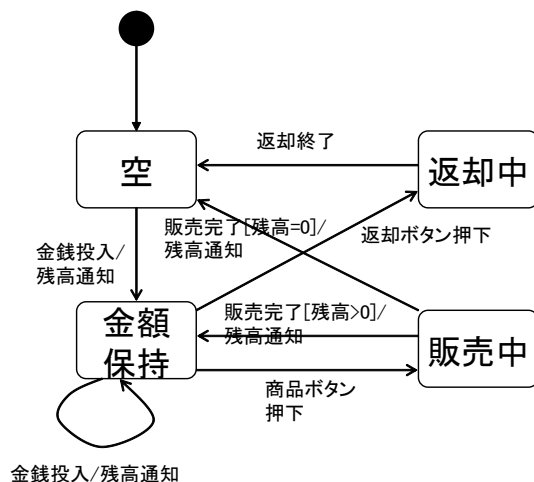 返却終了
空
返却中
販売完了[残高=0]/
残高通知
金銭投入/
残高通知
返却ボタン押下
販売完了[残高>0]/
残高通知
金額
保持
販売中
商品ボタン
押下
金銭投入/残高通知